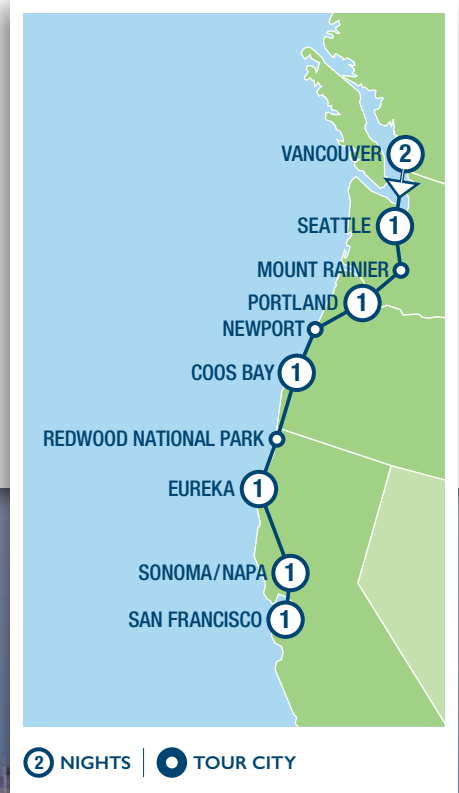 VANCOUVER 2
SEATTLE 1
MOUNT RAINIER
PORTLAND 1
NEWPORT
COOS BAY 1
REDWOOD NATIONAL PARK
EUREKA 1
SONOMA/NAPA 1
SAN FRANCISCO 1
2 NIGHTS TOUR CITY